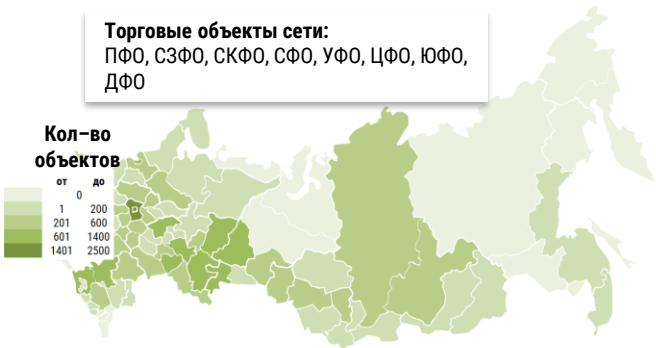 Торговые объекты сети:
ПФО, СЗФО, СКФО, СФО, УФО, ЦФО, ЮФО,
ДФО
Кол–во
объектов
от до
0
1 200
201 600
601 1400
1401 2500